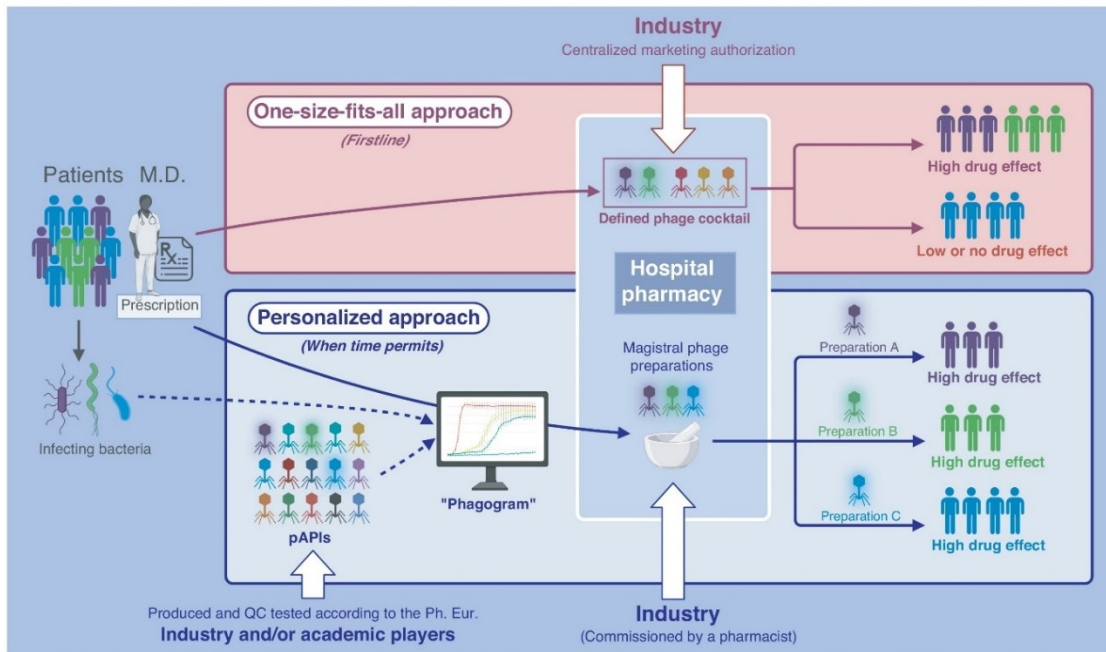 Industry
Centralized marketing authorization
One-size-fits-all approach
(Firstline)
Patients
M.D.
Rx
Prescription
Defined phage cocktail
High drug effect
Low or no drug effect
Hospital
pharmacy
Personalized approach
(When time permits)
Infecting bacteria
pAPIs
"Phagogram"
Magistral phage
preparations
Preparation A
High drug effect
Preparation B
High drug effect
Preparation C
High drug effect
Produced and QC tested according to the Ph. Eur.
Industry and/or academic players
Industry
(Commissioned by a pharmacist)